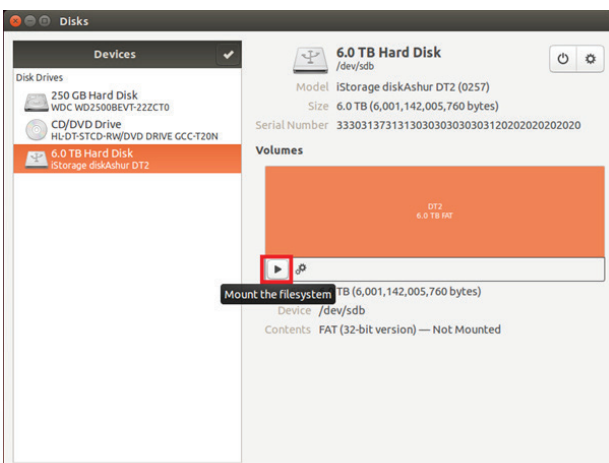 Disks
Devices
Disk Drives
250 GB Hard Disk
WDC WD2500BEVT-22ZCT0
CD/DVD Drive
HL-DT-STCD-RW/DVD DRIVE GCC-T20N
6.0 TB Hard Disk
iStorage diskAshur DT2
6.0 TB Hard Disk
/dev/sdb
Model iStorage diskAshur DT2 (0257)
Size 6.0 TB (6,001,142,005,760 bytes)
Serial Number 33303137313130303030303031202020202020
Volumes
DT2
6.0 TB FAT
Mount the filesystem
TB (6,001,142,005,760 bytes)
Device /dev/sdb
Contents FAT (32-bit version) — Not Mounted